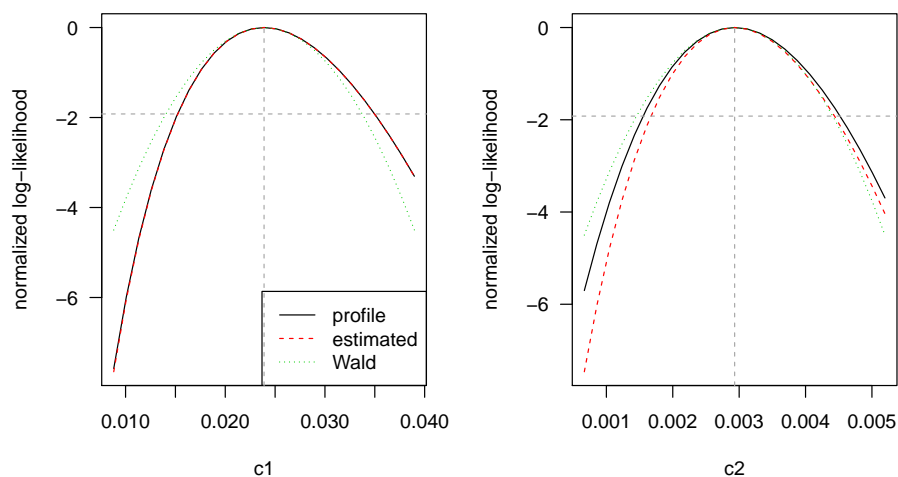 normalized log−likelihood
0
−2
−4
−6
0.010
0.020
0.030
0.040
c1
profile
estimated
Wald
normalized log−likelihood
0
−2
−4
−6
0.001
0.002
0.003
0.004
0.005
c2